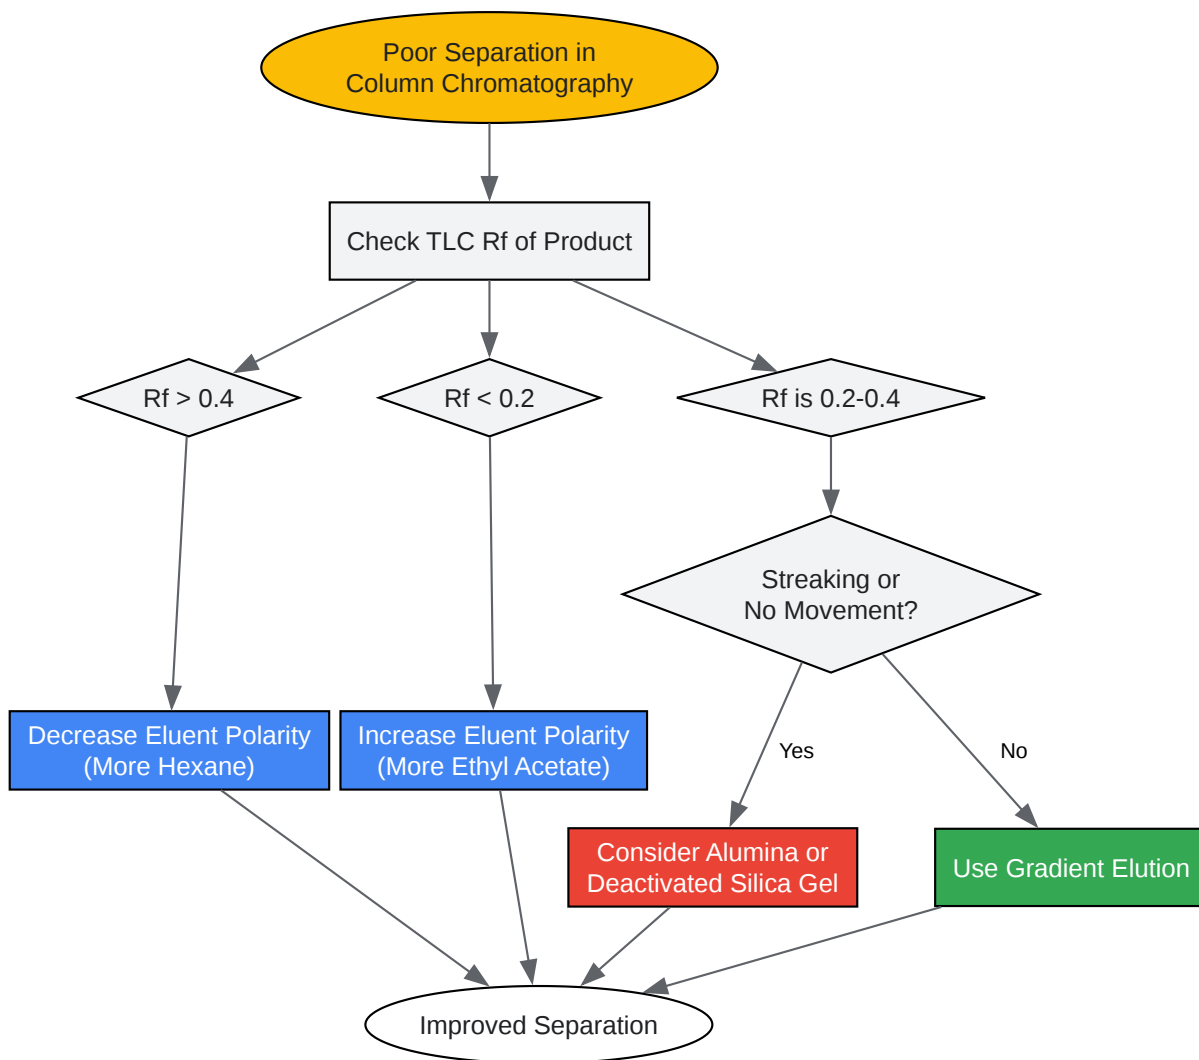 Poor Separation in
Column Chromatography
Check TLC Rf of Product
Rf > 0.4
Rf < 0.2
Rf is 0.2-0.4
Streaking or
No Movement?
Decrease Eluent Polarity
(More Hexane)
Increase Eluent Polarity
(More Ethyl Acetate)
Yes
No
Consider Alumina or
Deactivated Silica Gel
Use Gradient Elution
Improved Separation